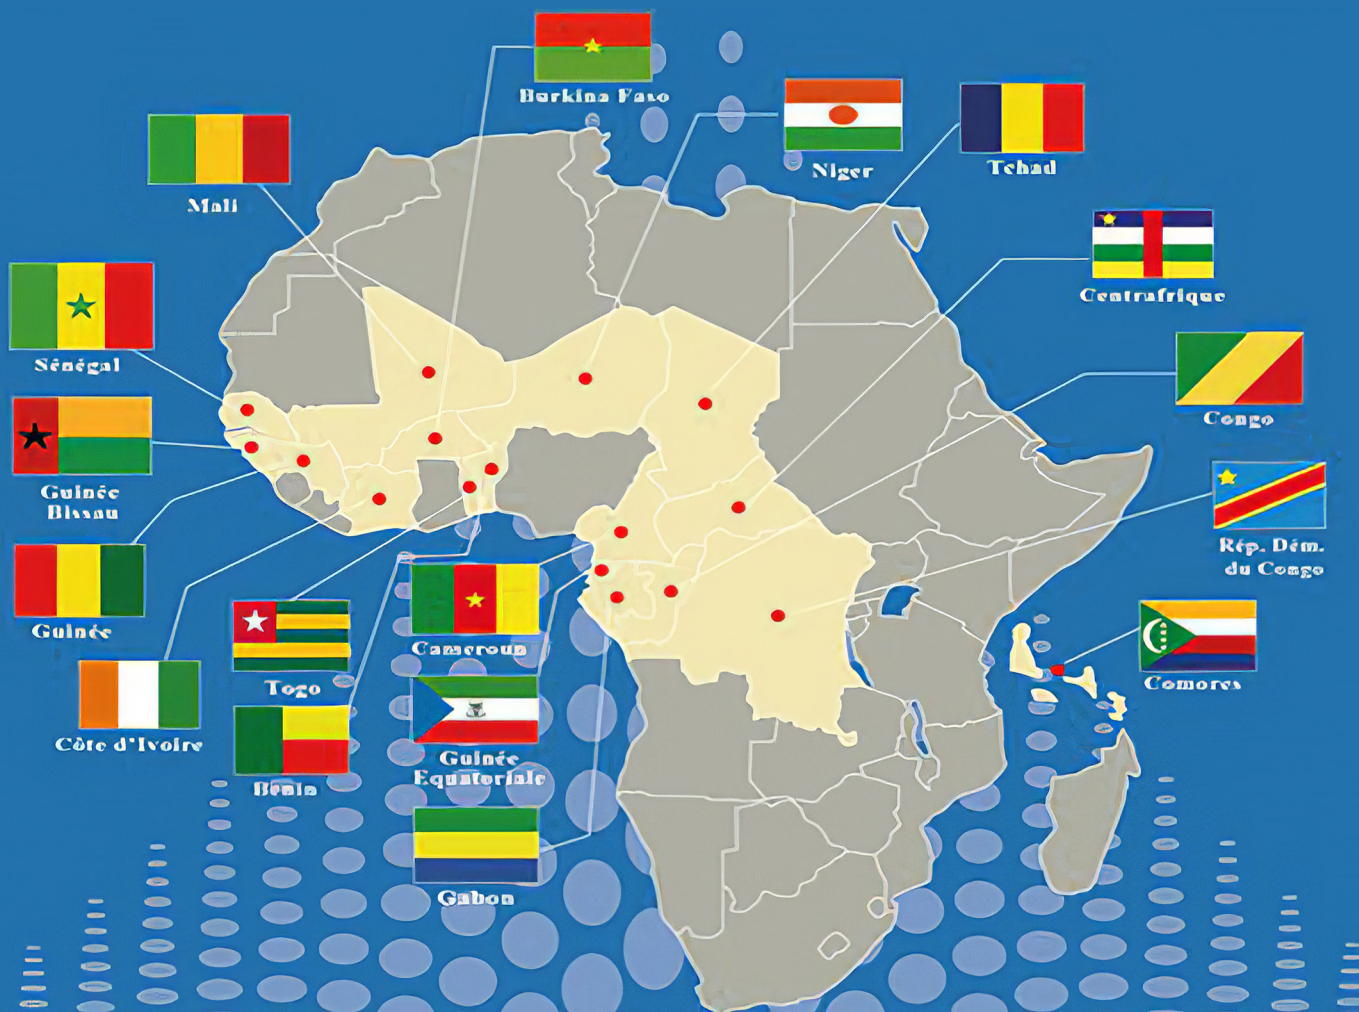 Burkina Faso
Niger
Tchad
Mali
Centrafrique
Sénégal
Congo
Guinée
Bissau
Rép. Dém.
du Congo
Guinée
Cameroun
Comores
Togo
Côte d'Ivoire
Guinée
Equatoriale
Bénin
Gabon